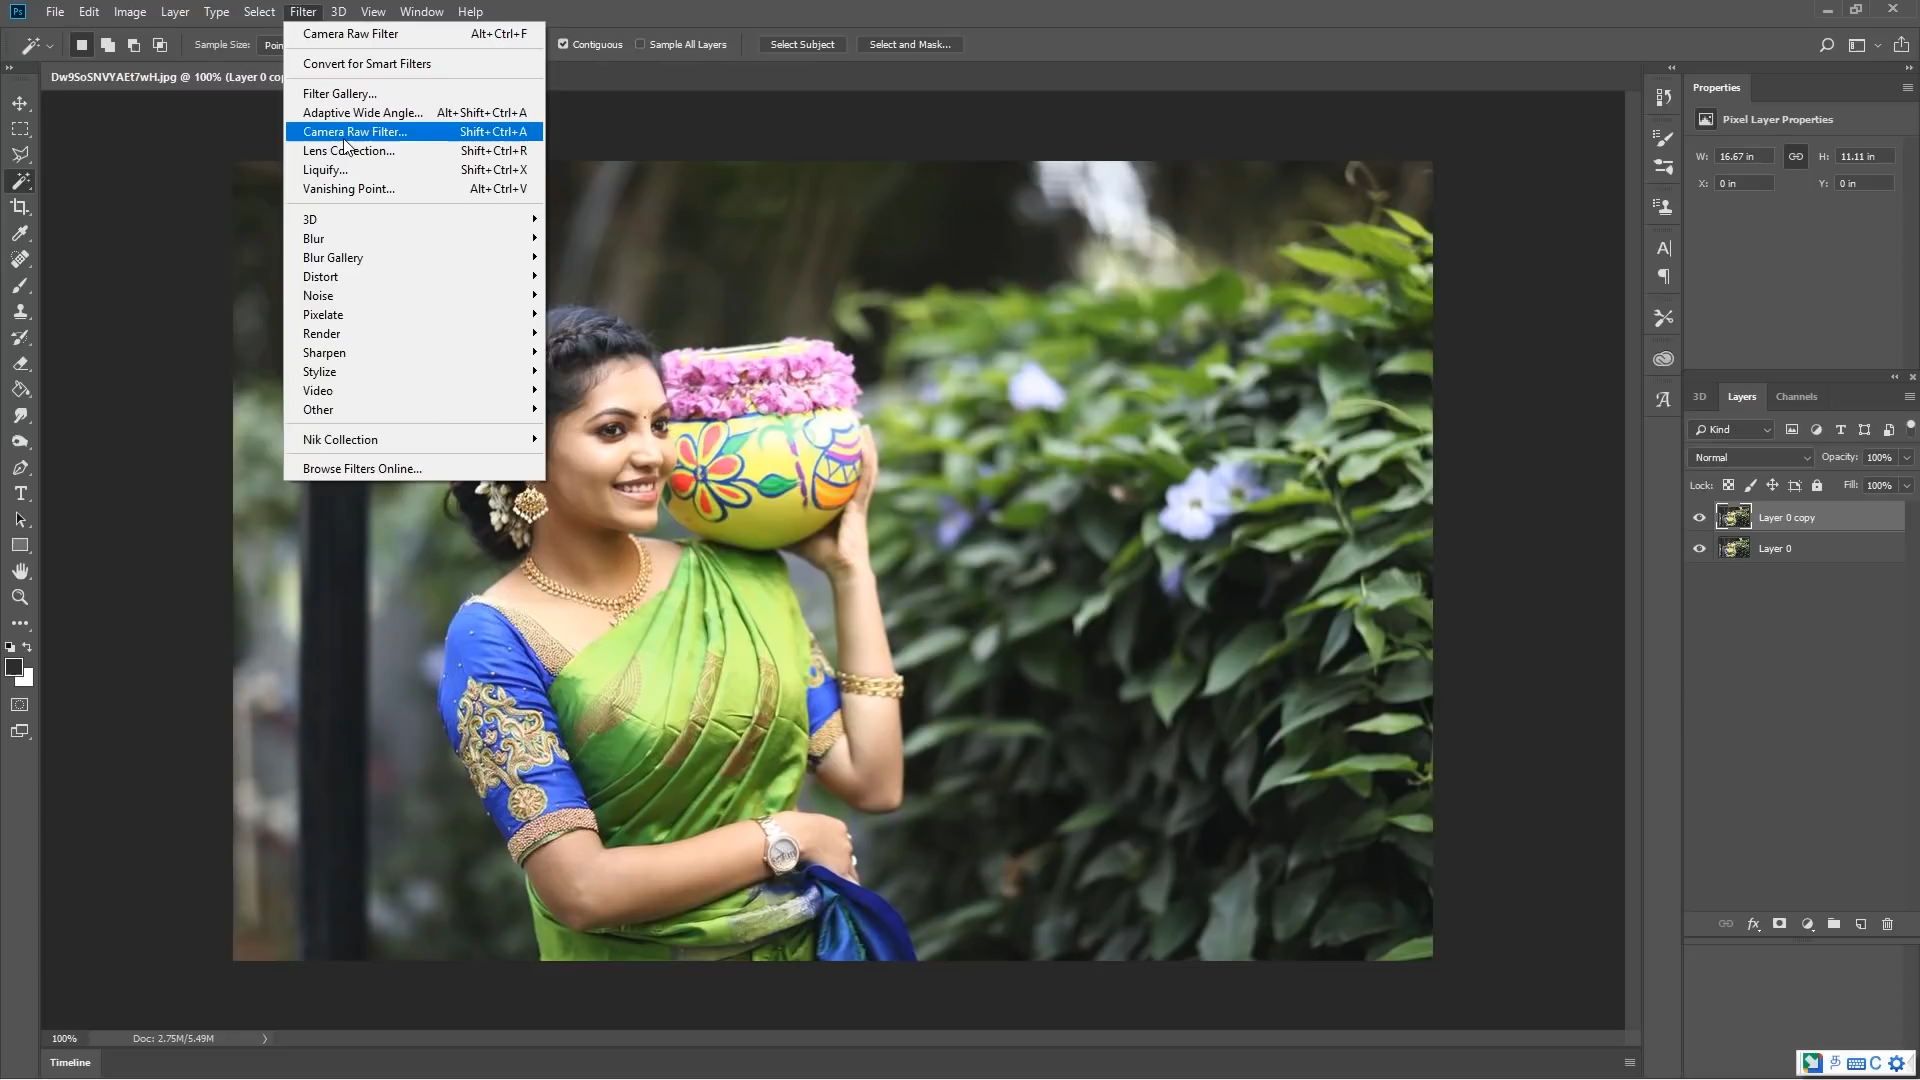 Ps File Edit Image Layer Type Select Filter 3D View Window Help
Sample Size: Poin Contiguous Sample All Layers Select Subject Select and Mask...
Dw9SoSNVYAEt7wH.jpg @ 100% (Layer 0 cop
Camera Raw Filter Alt+Ctrl+F
Convert for Smart Filters
Filter Gallery...
Adaptive Wide Angle... Alt+Shift+Ctrl+A
Camera Raw Filter... Shift+Ctrl+A
Lens Correction... Shift+Ctrl+R
Liquify... Shift+Ctrl+X
Vanishing Point... Alt+Ctrl+V
3D
Blur
Blur Gallery
Distort
Noise
Pixelate
Render
Sharpen
Stylize
Video
Other
Nik Collection
Browse Filters Online...
Properties
Pixel Layer Properties
W: 16.67 in H: 11.11 in
X: 0 in Y: 0 in
3D Layers Channels
Kind
Normal Opacity: 100%
Lock: Fill: 100%
Layer 0 copy
Layer 0
100% Doc: 2.75M/5.49M
Timeline